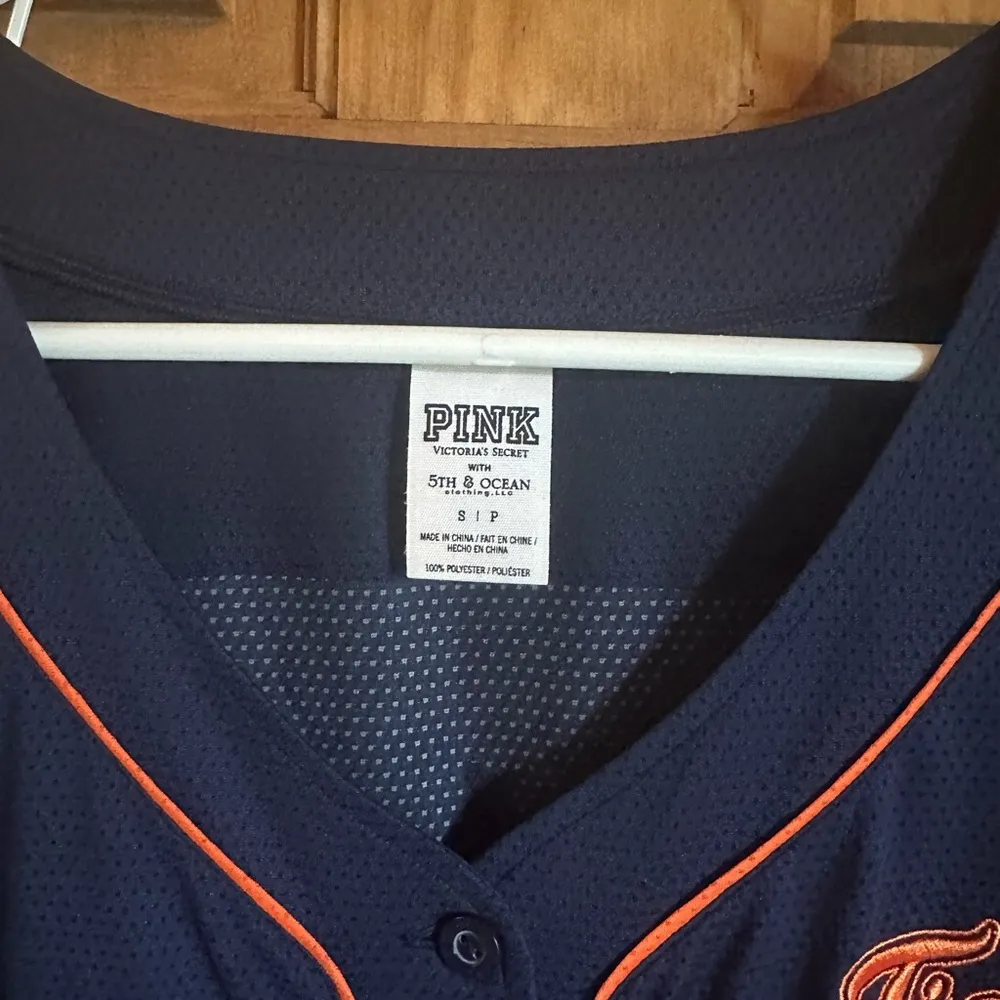 PINK
VICTORIA'S SECRET
WITH
5TH & OCEAN
clothing, LLC
S | P
MADE IN CHINA / FAIT EN CHINE /
HECHO EN CHINA
100% POLYESTER / POLIÉSTER